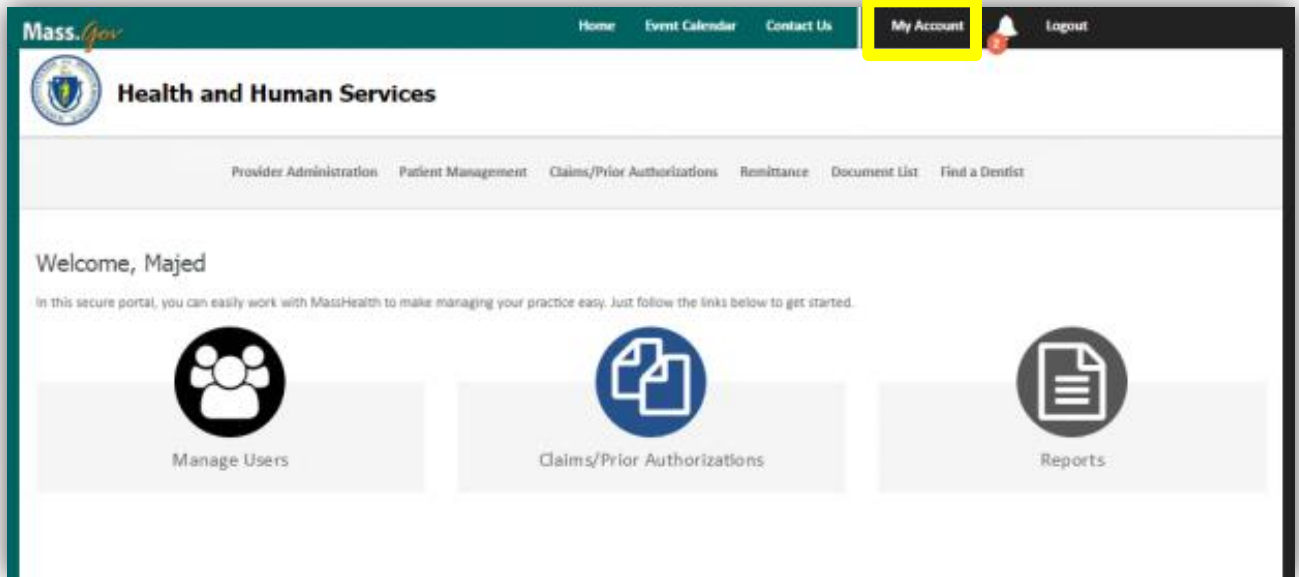 Mass.Gov Home Event Calendar Contact Us My Account 2 Logout
Health and Human Services
Provider Administration Patient Management Claims/Prior Authorizations Remittance Document List Find a Dentist
Welcome, Majed
In this secure portal, you can easily work with MassHealth to make managing your practice easy. Just follow the links below to get started.
Manage Users Claims/Prior Authorizations Reports